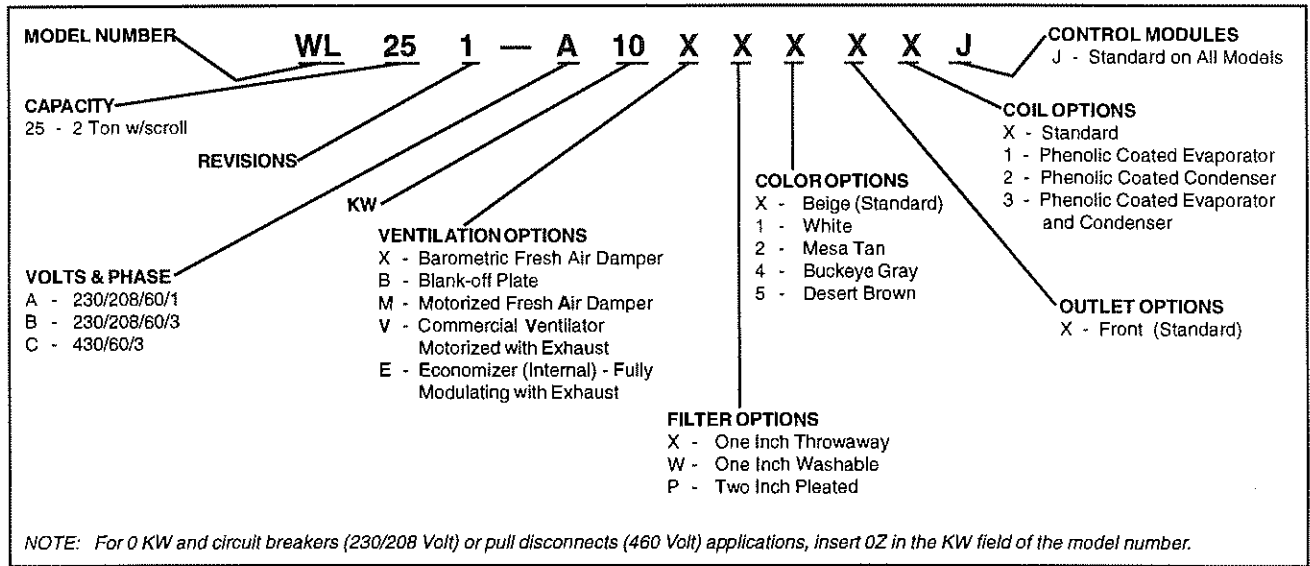 MODEL NUMBER
WL 25 1 — A 10 X X X X X J
CONTROL MODULES
J - Standard on All Models
CAPACITY
25 - 2 Ton w/scroll
REVISIONS
KW
VOLTS & PHASE
A - 230/208/60/1
B - 230/208/60/3
C - 430/60/3
VENTILATION OPTIONS
X - Barometric Fresh Air Damper
B - Blank-off Plate
M - Motorized Fresh Air Damper
V - Commercial Ventilator
Motorized with Exhaust
E - Economizer (Internal) - Fully
Modulating with Exhaust
FILTER OPTIONS
X - One Inch Throwaway
W - One Inch Washable
P - Two Inch Pleated
COLOR OPTIONS
X - Beige (Standard)
1 - White
2 - Mesa Tan
4 - Buckeye Gray
5 - Desert Brown
OUTLET OPTIONS
X - Front (Standard)
COIL OPTIONS
X - Standard
1 - Phenolic Coated Evaporator
2 - Phenolic Coated Condenser
3 - Phenolic Coated Evaporator
and Condenser
NOTE: For 0 KW and circuit breakers (230/208 Volt) or pull disconnects (460 Volt) applications, insert 0Z in the KW field of the model number.